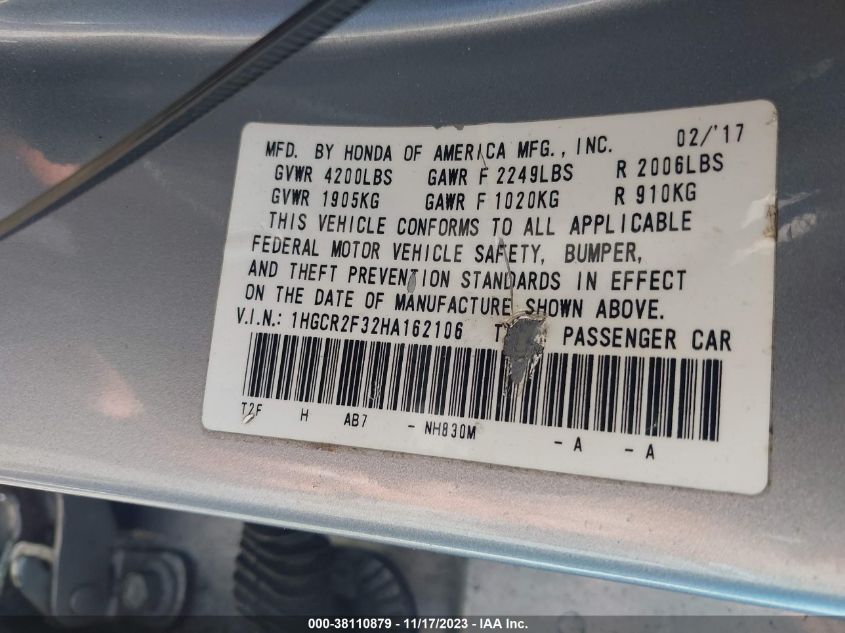 MFD. BY HONDA OF AMERICA MFG., INC. 02/'17
GVWR 4200LBS GAWR F 2249LBS R 2006LBS
GVWR 1905KG GAWR F 1020KG R 910KG
THIS VEHICLE CONFORMS TO ALL APPLICABLE
FEDERAL MOTOR VEHICLE SAFETY, BUMPER,
AND THEFT PREVENTION STANDARDS IN EFFECT
ON THE DATE OF MANUFACTURE SHOWN ABOVE.
V.I.N.: 1HGCR2F32HA162106 PASSENGER CAR
T2F H AB7 - NH830M - A - A
000-38110879 - 11/17/2023 - IAA Inc.